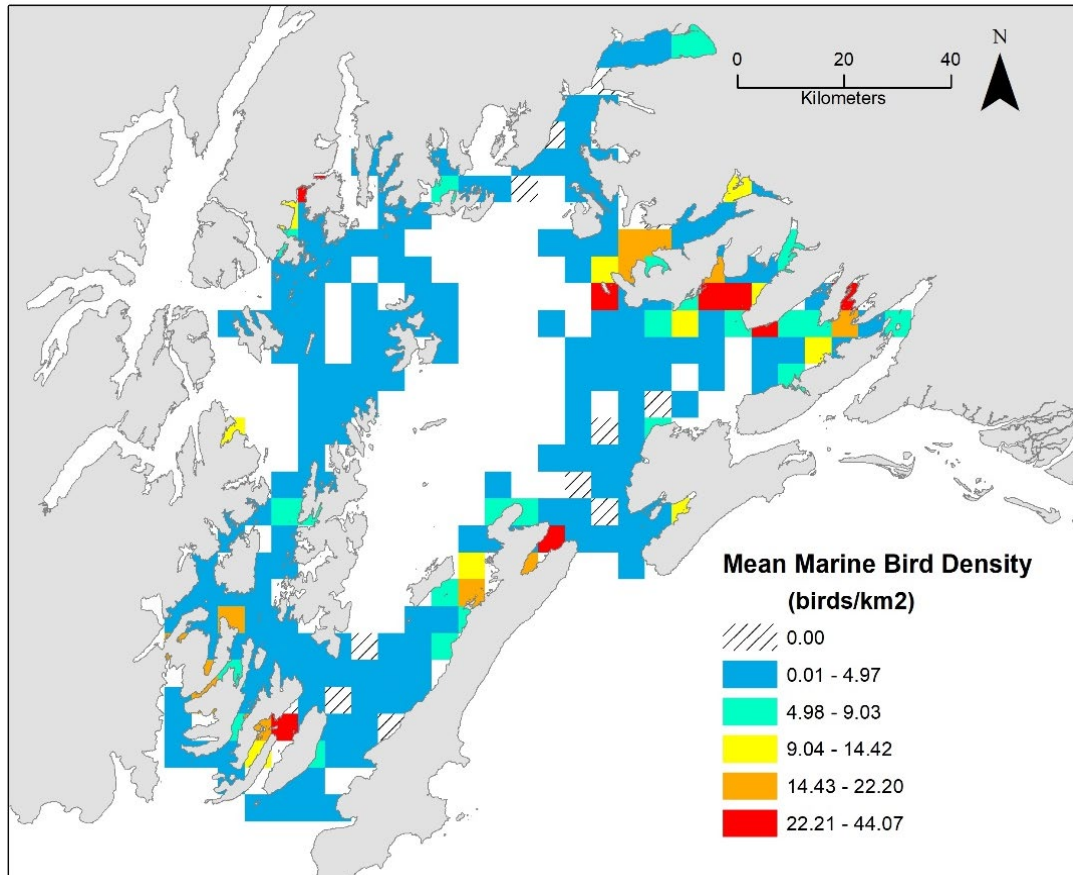 N
0 20 40
Kilometers
Mean Marine Bird Density
(birds/km2)
0.00
0.01 - 4.97
4.98 - 9.03
9.04 - 14.42
14.43 - 22.20
22.21 - 44.07